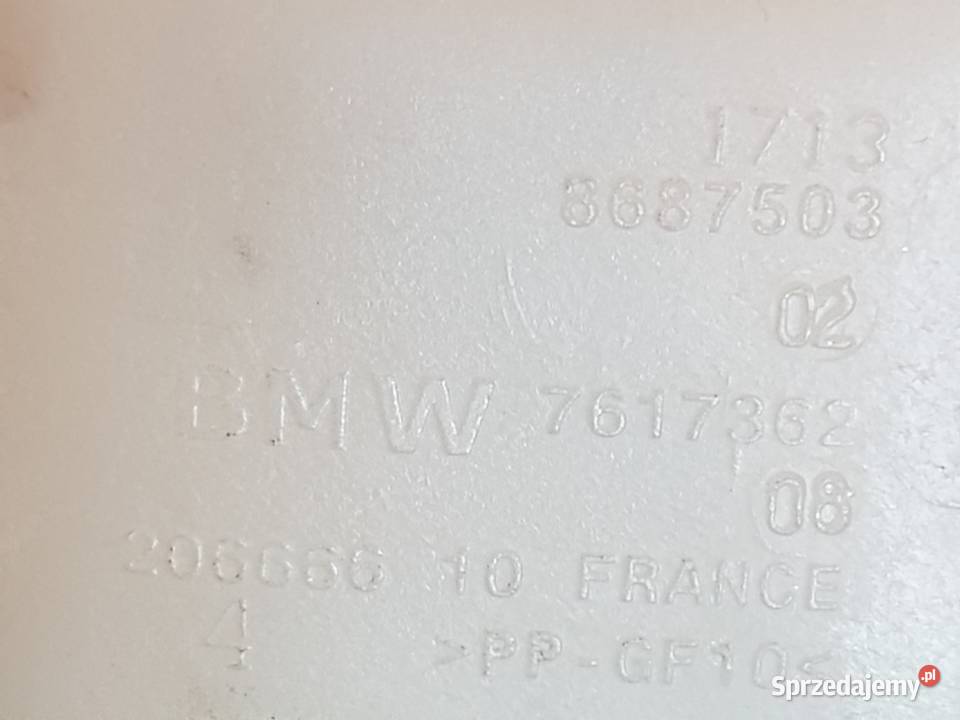 1713
8687503
02
BMW 7617362
08
206666 10 FRANCE
4 >PP-GF10<
Sprzedajemy.pl